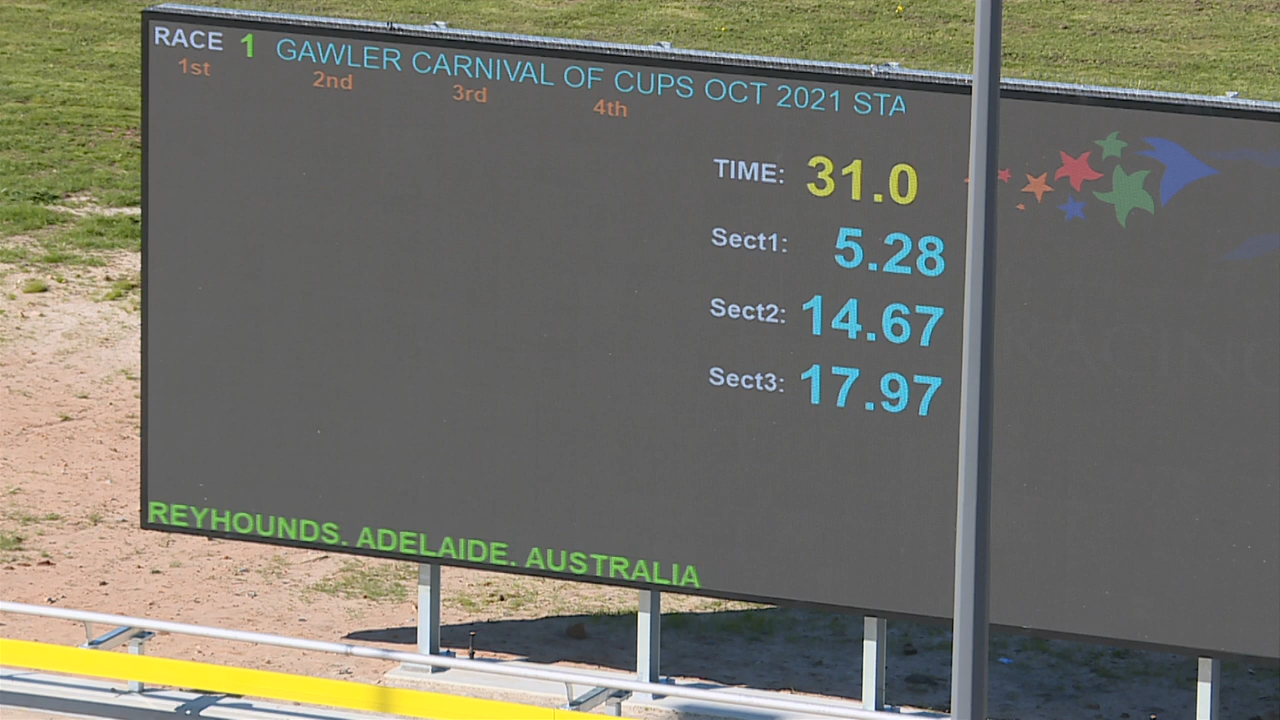 RACE 1 GAWLER CARNIVAL OF CUPS OCT 2021 STA
1st 2nd 3rd 4th
TIME: 31.0
Sect1: 5.28
Sect2: 14.67
Sect3: 17.97
RACING
REYHOUNDS. ADELAIDE. AUSTRALIA